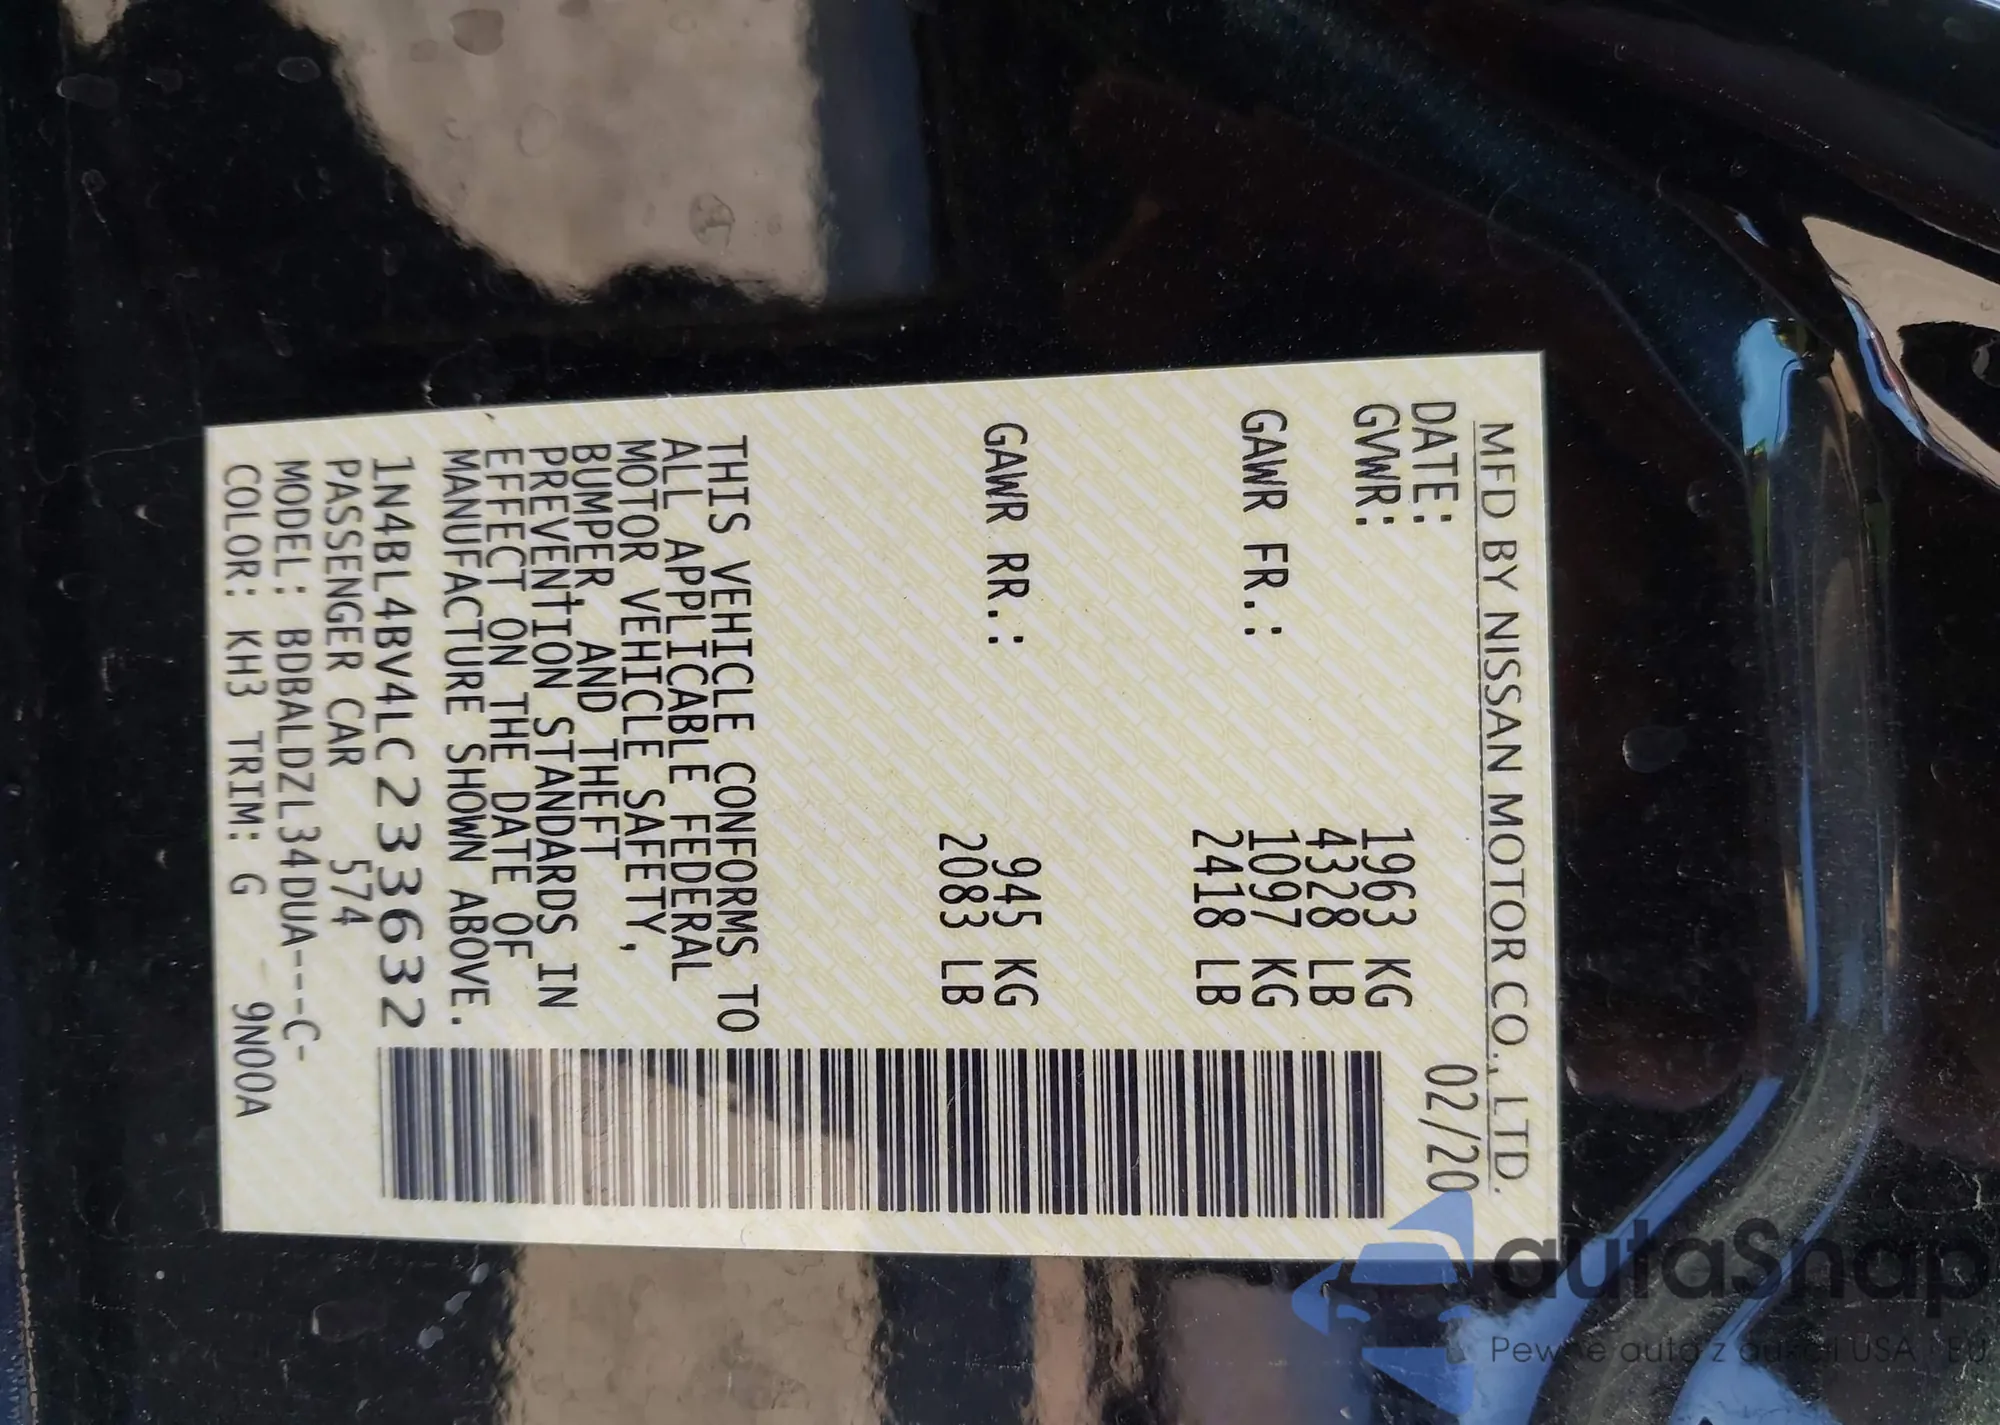 MFD BY NISSAN MOTOR CO., LTD.
DATE: 02/20
GVWR: 1963 KG
4328 LB
GAWR FR.: 1097 KG
2418 LB
GAWR RR.: 945 KG
2083 LB
THIS VEHICLE CONFORMS TO
ALL APPLICABLE FEDERAL
MOTOR VEHICLE SAFETY,
BUMPER, AND THEFT
PREVENTION STANDARDS IN
EFFECT ON THE DATE OF
MANUFACTURE SHOWN ABOVE.
1N4BL4BV4LC233632
PASSENGER CAR 574
MODEL: BDBALDZL34DUA---C-
COLOR: KH3 TRIM: G 9N00A
autaSnap
Pewne auta z aukcji USA i EU